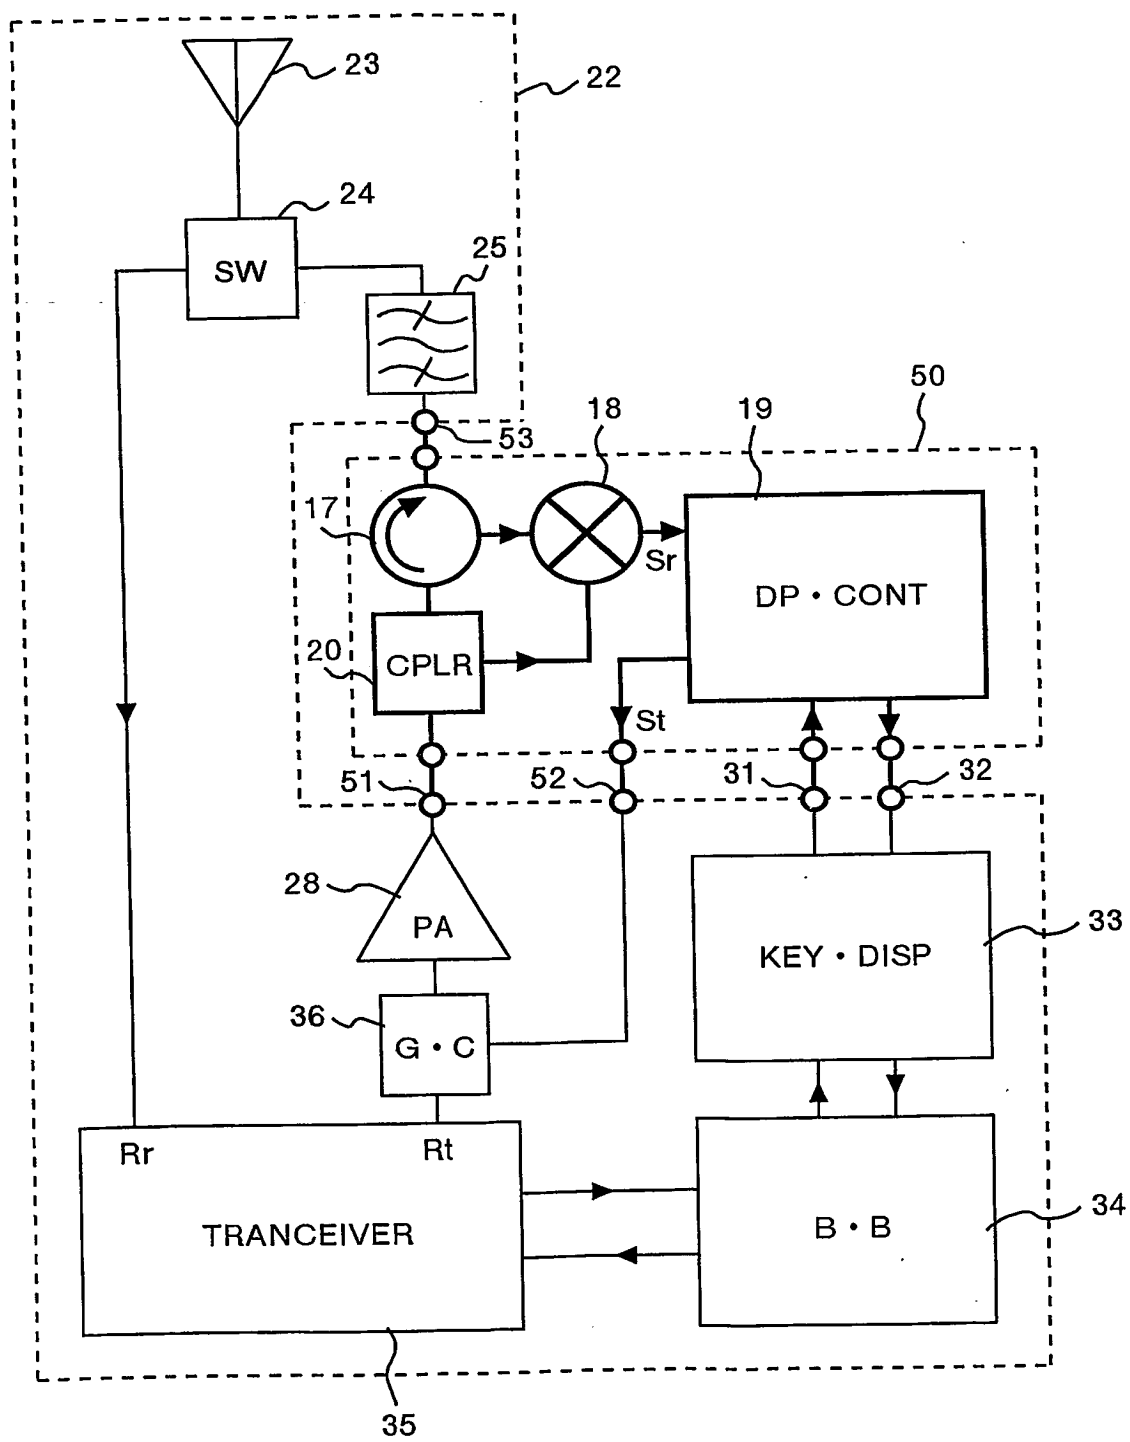 23
22
24
SW
25
50
53
18
19
17
Sr
DP・CONT
20
CPLR
St
51
52
31
32
28
PA
33
KEY・DISP
36
G・C
Rr
Rt
34
TRANCEIVER
B・B
35